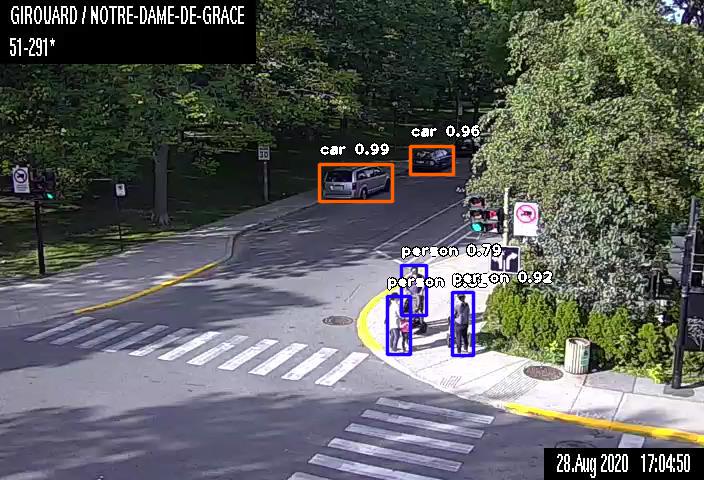 GIROUARD / NOTRE-DAME-DE-GRACE
51-291*
car 0.96
car 0.99
person 0.79
person 0.92
person
28.Aug 2020 17:04:50